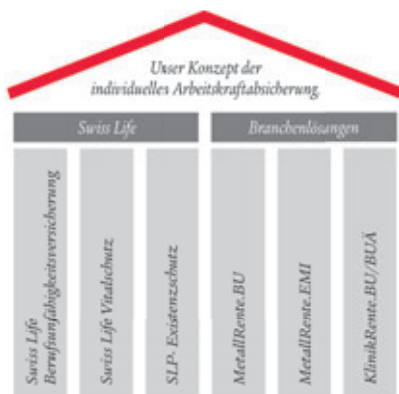 Unser Konzept der
individuellen Arbeitskraftabsicherung
Swiss Life
Branchenlösungen
Swiss Life
Berufsunfähigkeitsversicherung
Swiss Life Vitalschutz
SLP- Existenzschutz
MetallRente.BU
MetallRente.EMI
KlinikRente.BU/BUÄ